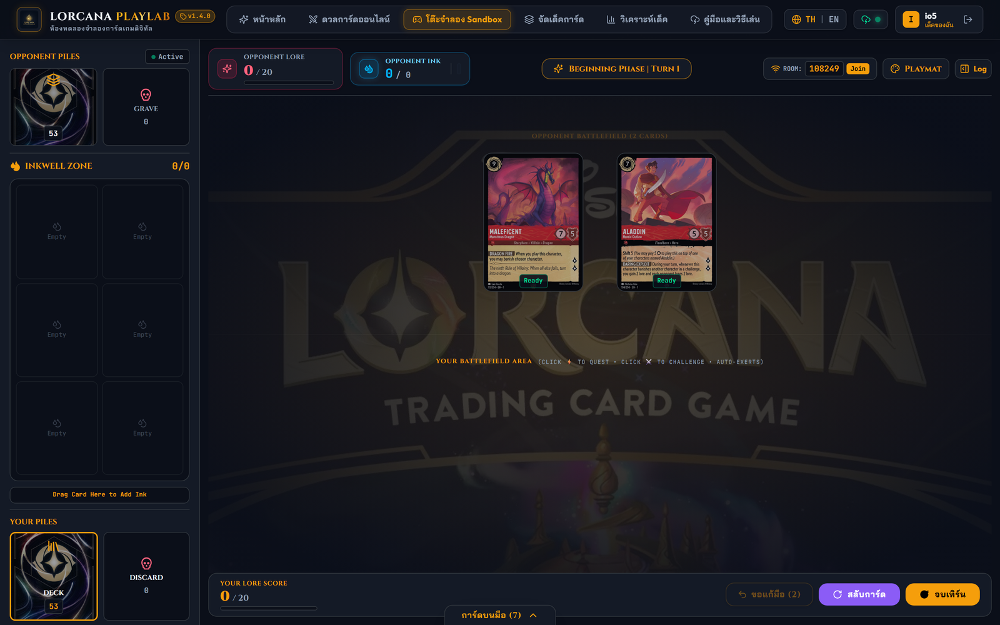 LORCANA PLAYLAB
v1.4.0
ห้องทดลองจำลองการ์ดเกมดิจิทัล
หน้าหลัก
ดวลการ์ดออนไลน์
โต๊ะจำลอง Sandbox
จัดเด็คการ์ด
วิเคราะห์เด็ค
คู่มือและวิธีเล่น
TH | EN
I
io5
เด็คของฉัน
OPPONENT PILES
Active
53
GRAVE
0
INKWELL ZONE
0/0
Empty
Empty
Empty
Empty
Empty
Empty
Drag Card Here to Add Ink
YOUR PILES
DECK
53
DISCARD
0
OPPONENT LORE
0 / 20
OPPONENT INK
0 / 0
BEGINNING PHASE | TURN 1
ROOM: 108249 Join
PLAYMAT
Log
OPPONENT BATTLEFIELD (2 CARDS)
9
MALEFICENT
Monstrous Dragon
7 5
Storyborn • Villain • Dragon
DRAGON FIRE When you play this character, you may banish chosen character.
The ninth Rule of Villainy: When all else fails, turn into a dragon.
Ready
7
ALADDIN
Heroic Outlaw
5 5
Floodborn • Hero
Shift 5 (You may pay 5 to play this on top of one of your characters named Aladdin.)
DARING EXPLOIT During your turn, whenever this character banishes another character in a challenge, you gain 2 lore and each opponent loses 2 lore.
Ready
LORCANA
TRADING CARD GAME
YOUR BATTLEFIELD AREA (CLICK TO QUEST • CLICK TO CHALLENGE • AUTO-EXERTS)
YOUR LORE SCORE
0 / 20
ขอแก้มือ (2)
สลับการ์ด
จบเทิร์น
การ์ดบนมือ (7)